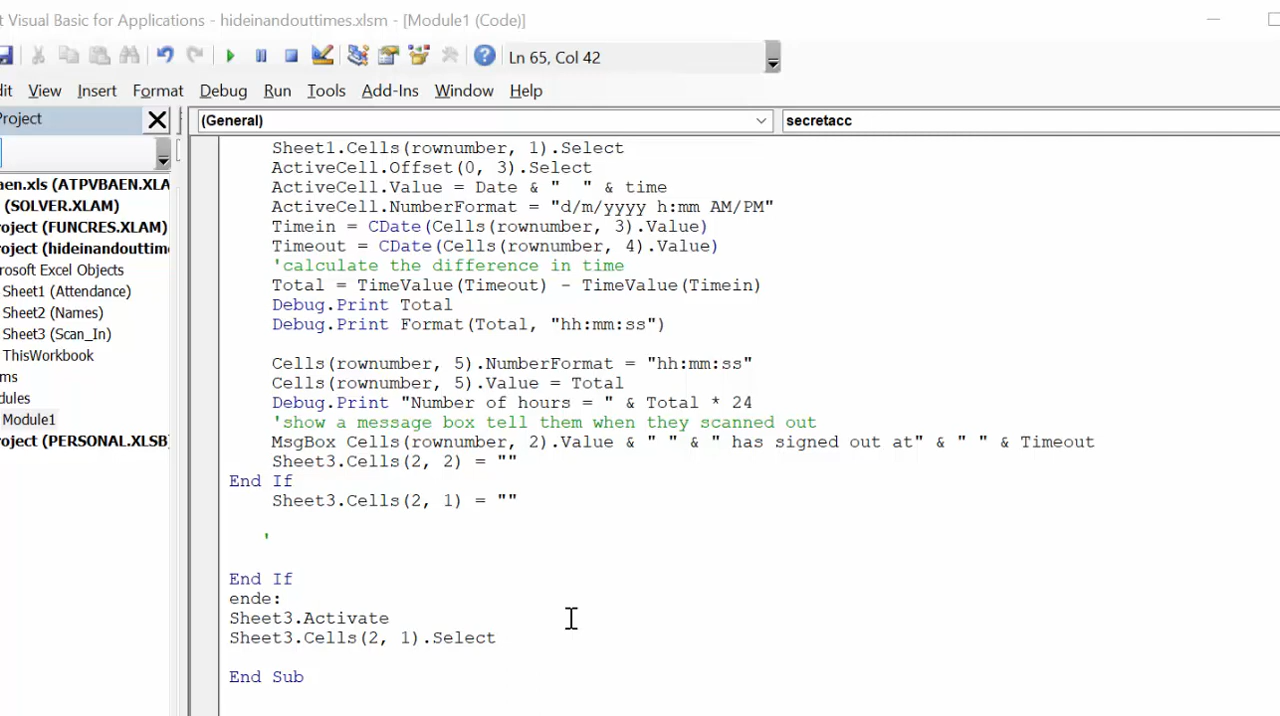 t Visual Basic for Applications - hideinandouttimes.xlsm - [Module1 (Code)]
Ln 65, Col 42
dit View Insert Format Debug Run Tools Add-Ins Window Help
Project
(General)
secretacc
aen.xls (ATPVBAEN.XLA
(SOLVER.XLAM)
roject (FUNCRES.XLAM)
roject (hideinandouttim
rosoft Excel Objects
Sheet1 (Attendance)
Sheet2 (Names)
Sheet3 (Scan_In)
ThisWorkbook
ms
dules
Module1
roject (PERSONAL.XLSB)
Sheet1.Cells(rownumber, 1).Select
ActiveCell.Offset(0, 3).Select
ActiveCell.Value = Date & "  " & time
ActiveCell.NumberFormat = "d/m/yyyy h:mm AM/PM"
Timein = CDate(Cells(rownumber, 3).Value)
Timeout = CDate(Cells(rownumber, 4).Value)
'calculate the difference in time
Total = TimeValue(Timeout) - TimeValue(Timein)
Debug.Print Total
Debug.Print Format(Total, "hh:mm:ss")
Cells(rownumber, 5).NumberFormat = "hh:mm:ss"
Cells(rownumber, 5).Value = Total
Debug.Print "Number of hours = " & Total * 24
'show a message box tell them when they scanned out
MsgBox Cells(rownumber, 2).Value & " " & " has signed out at" & " " & Timeout
Sheet3.Cells(2, 2) = ""
End If
Sheet3.Cells(2, 1) = ""
'
End If
ende:
Sheet3.Activate
Sheet3.Cells(2, 1).Select
End Sub